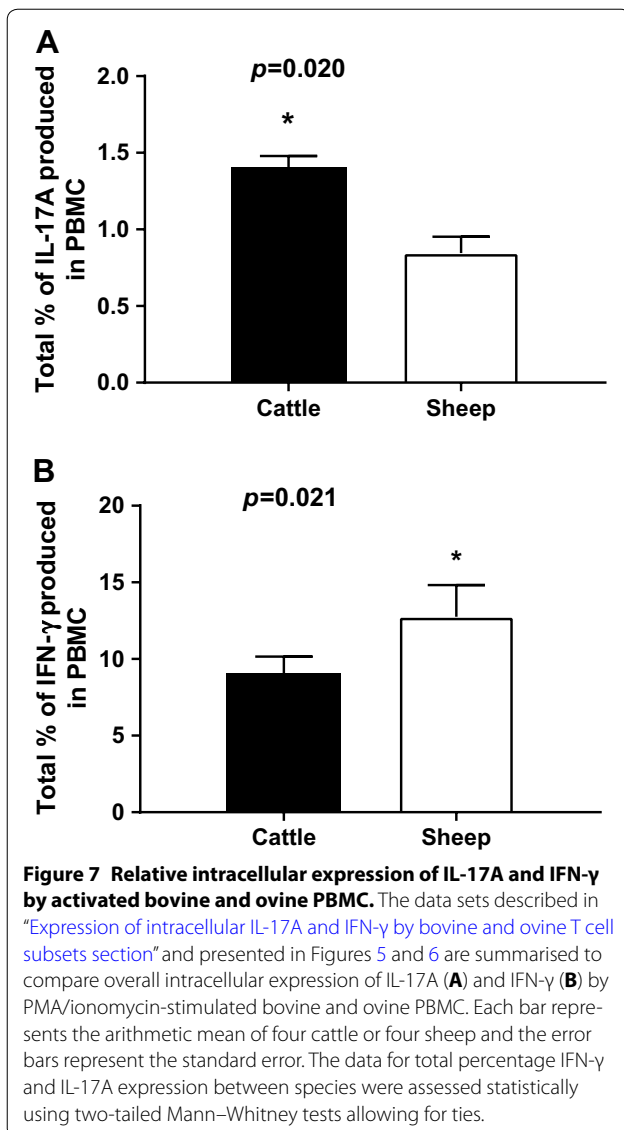 A
p=0.020
*
Total % of IL-17A produced
in PBMC
2.0
1.5
1.0
0.5
0.0
Cattle Sheep
B
p=0.021
*
Total % of IFN-γ produced
in PBMC
20
15
10
5
0
Cattle Sheep
Figure 7 Relative intracellular expression of IL-17A and IFN-γ
by activated bovine and ovine PBMC. The data sets described in
“Expression of intracellular IL-17A and IFN-γ by bovine and ovine T cell
subsets section” and presented in Figures 5 and 6 are summarised to
compare overall intracellular expression of IL-17A (A) and IFN-γ (B) by
PMA/ionomycin-stimulated bovine and ovine PBMC. Each bar repre-
sents the arithmetic mean of four cattle or four sheep and the error
bars represent the standard error. The data for total percentage IFN-γ
and IL-17A expression between species were assessed statistically
using two-tailed Mann–Whitney tests allowing for ties.